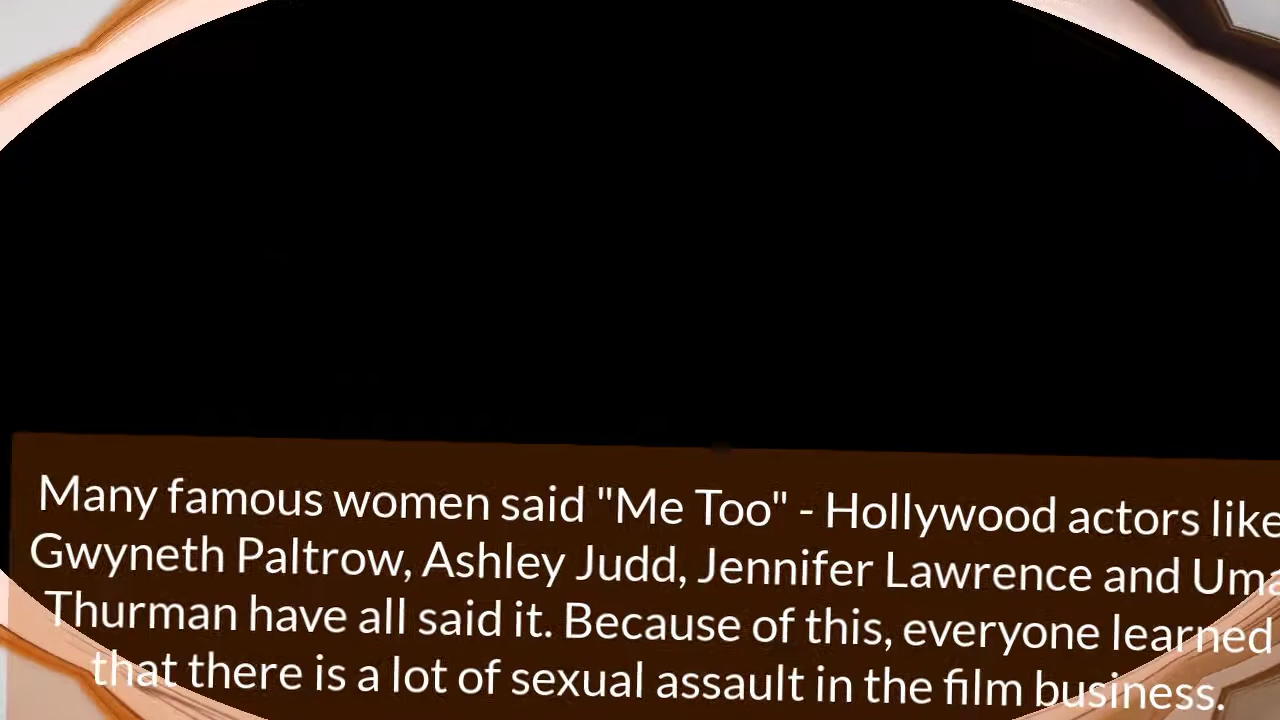 Many famous women said "Me Too" - Hollywood actors like
Gwyneth Paltrow, Ashley Judd, Jennifer Lawrence and Uma
Thurman have all said it. Because of this, everyone learned
that there is a lot of sexual assault in the film business.